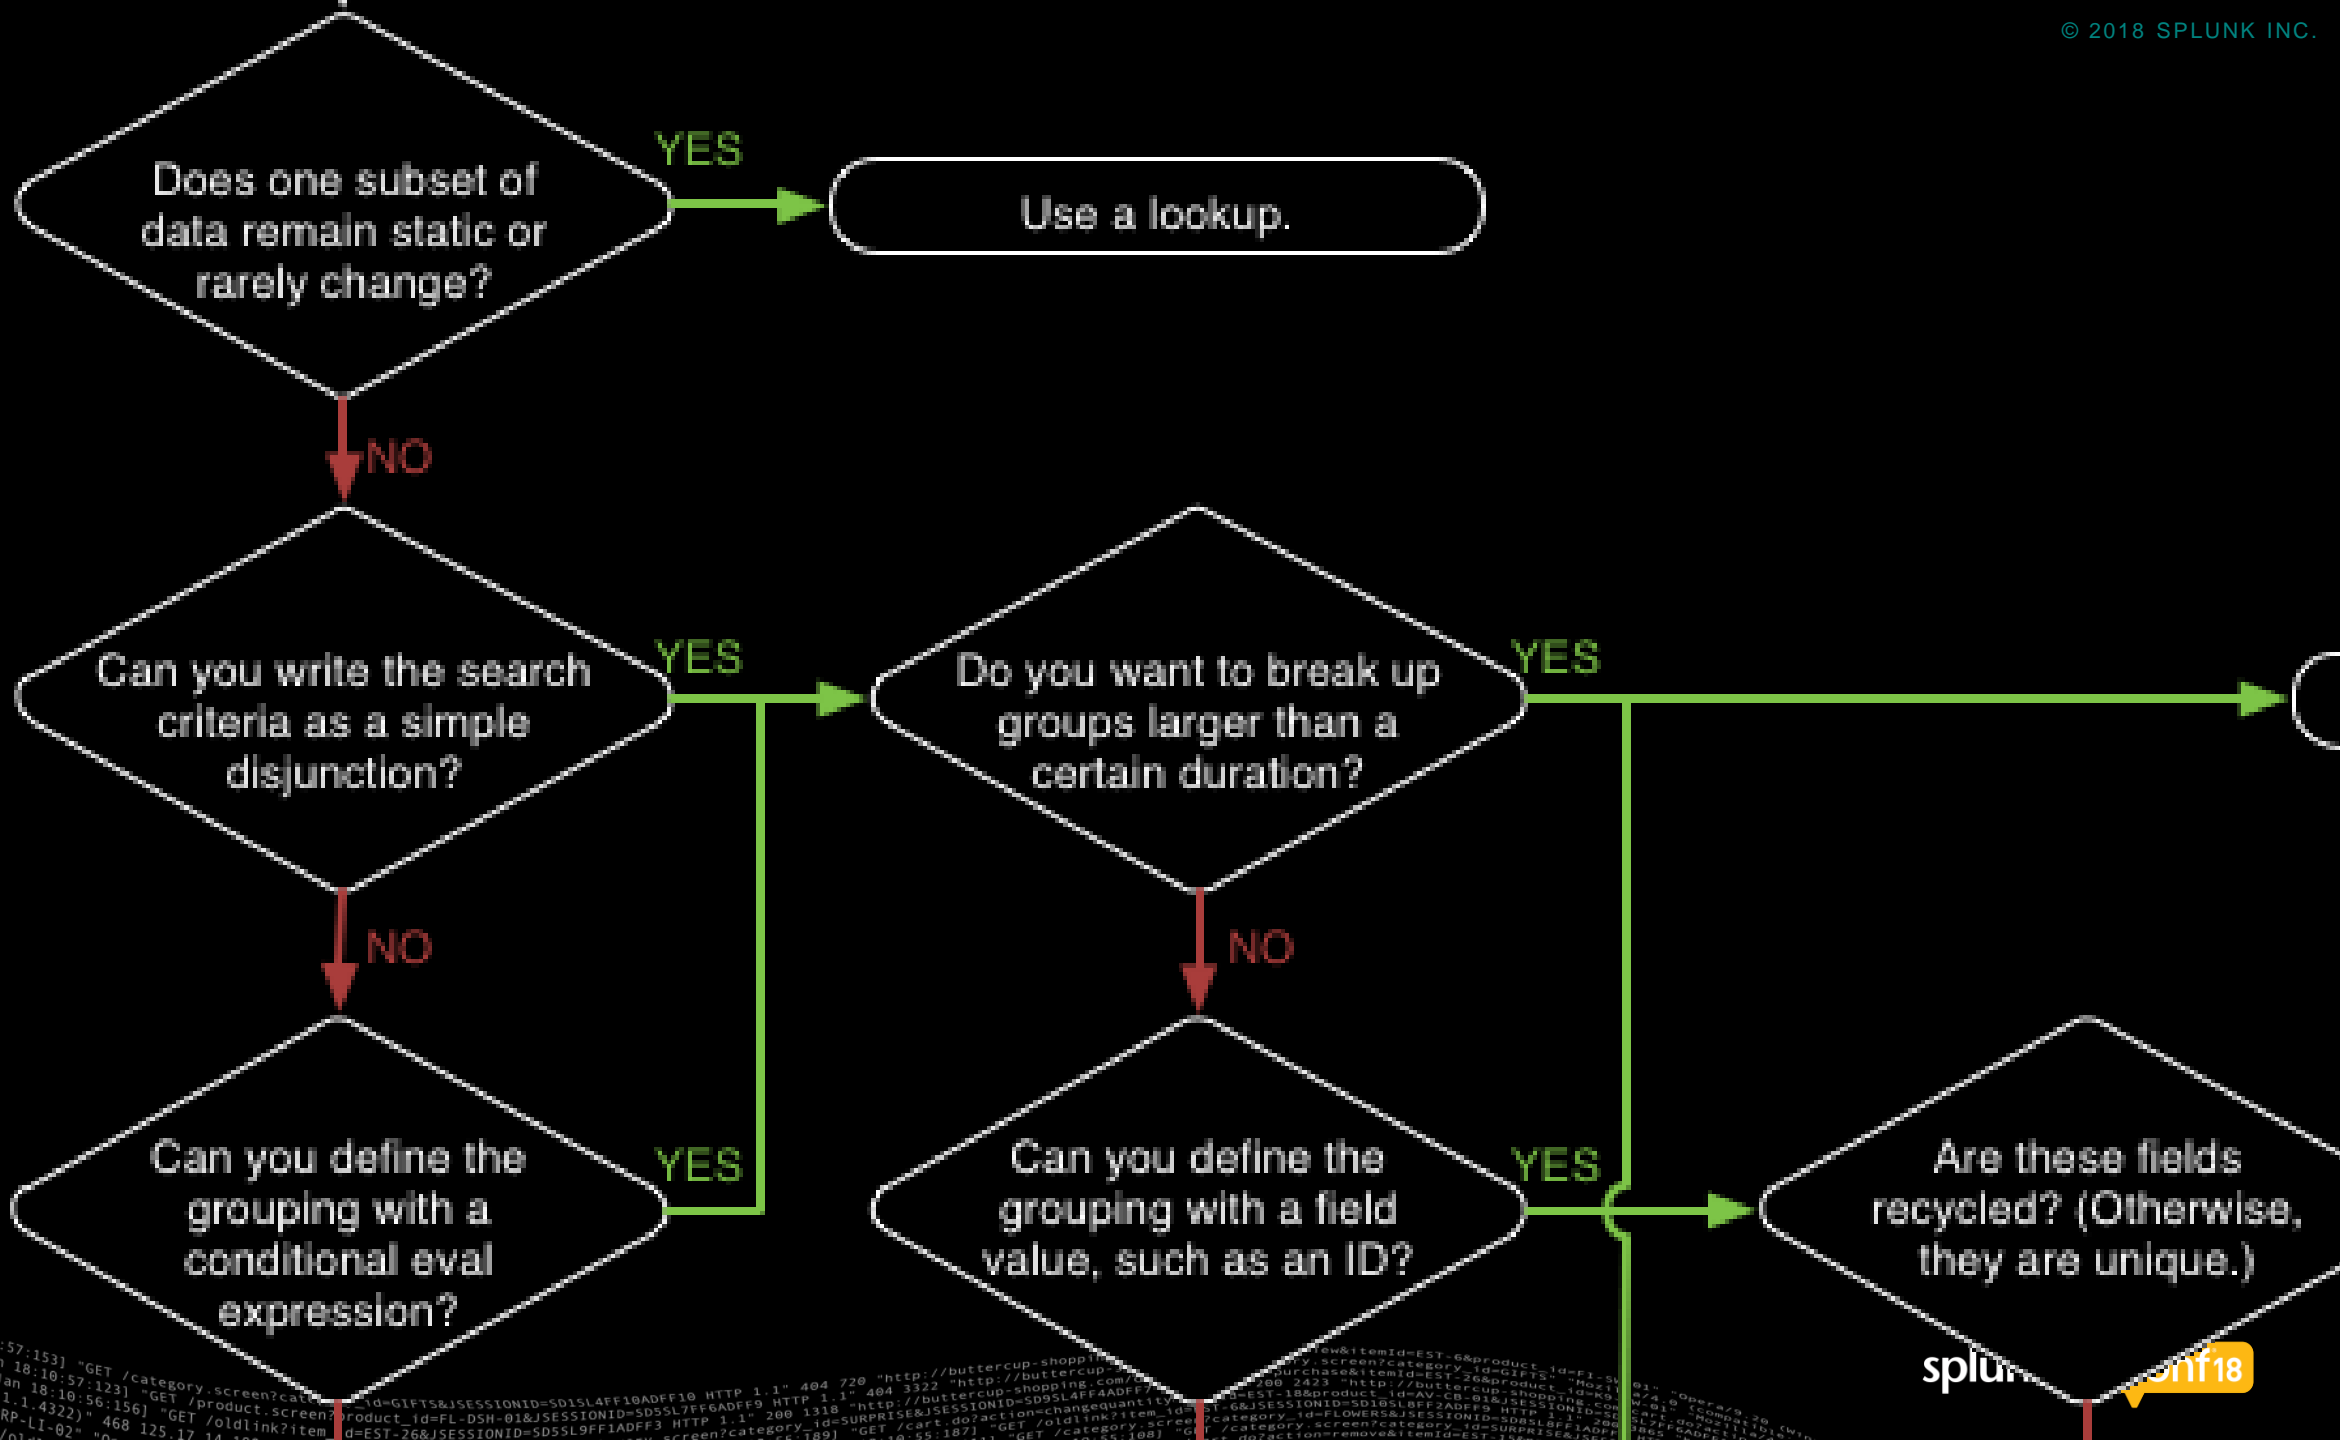 © 2018 SPLUNK INC.
YES
Does one subset of
data remain static or
rarely change?
Use a lookup.
NO
YES
Can you write the search
criteria as a simple
disjunction?
YES
Do you want to break up
groups larger than a
certain duration?
NO
NO
YES
Can you define the
grouping with a
conditional eval
expression?
YES
Can you define the
grouping with a field
value, such as an ID?
Are these fields
recycled? (Otherwise,
they are unique.)